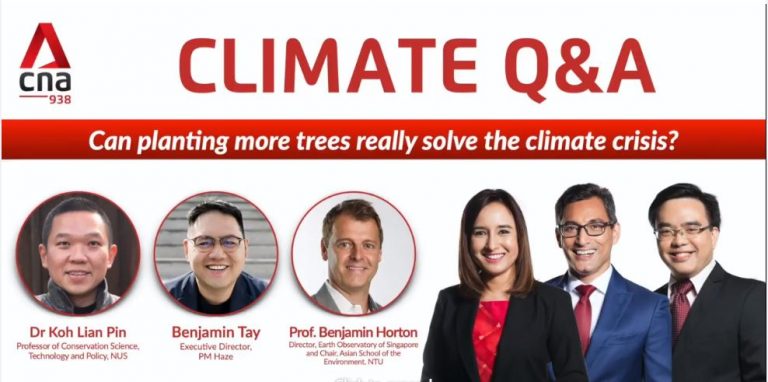 cna
938
CLIMATE Q&A
Can planting more trees really solve the climate crisis?
Dr Koh Lian Pin
Professor of Conservation Science,
Technology and Policy, NUS
Benjamin Tay
Executive Director,
PM Haze
Prof. Benjamin Horton
Director, Earth Observatory of Singapore
and Chair, Asian School of the
Environment, NTU